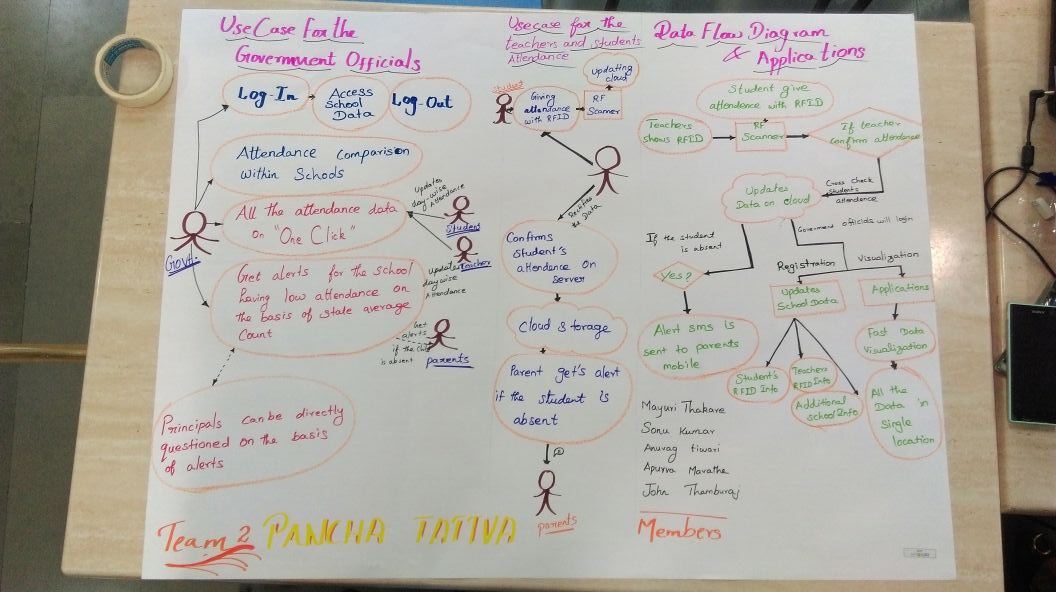 Use Case For the
Government Officials
Log-In
Access
School
Data
Log-Out
Attendance Comparision
Within Schools
All the attendance data
on "One Click"
Get alerts for the school
having low attendance on
the basis of state average
Count
Principals can be directly
questioned on the basis
of alerts
Govt.
Updates
day-wise
Attendance
Student
Updates
day wise
Attendance
Teacher
Get
alerts
if the Child
is absent
parents
Usecase for the
teachers and students
Attendance
Student
Giving
attendance
with RFID
RF
Scanner
updating
cloud
Rectifies
the Data
Confirms
Student's
attendance on
server
Cloud storage
Parent get's alert
if the student is
absent
parents
Data Flow Diagram
& Applications
Student give
attendence with RFID
Teachers
shows RFID
RF
Scanner
If teacher
confirm attendance
Cross Check
Students
attendance
Updates
Data on cloud
Government officials will login
If the student
is absent
Yes?
Alert sms is
sent to parents
mobile
Registration
Visualization
Updates
School Data
Applications
Student's
RFID Info
Teachers
RFID Info
Additional
school Info
Fast Data
Visualization
All the
Data in
Single
location
Mayuri Thakare
Sonu Kumar
Anurag tiwari
Apurva Marathe
John Thamburaj
Members
Team 2 PANCHA TATTVA